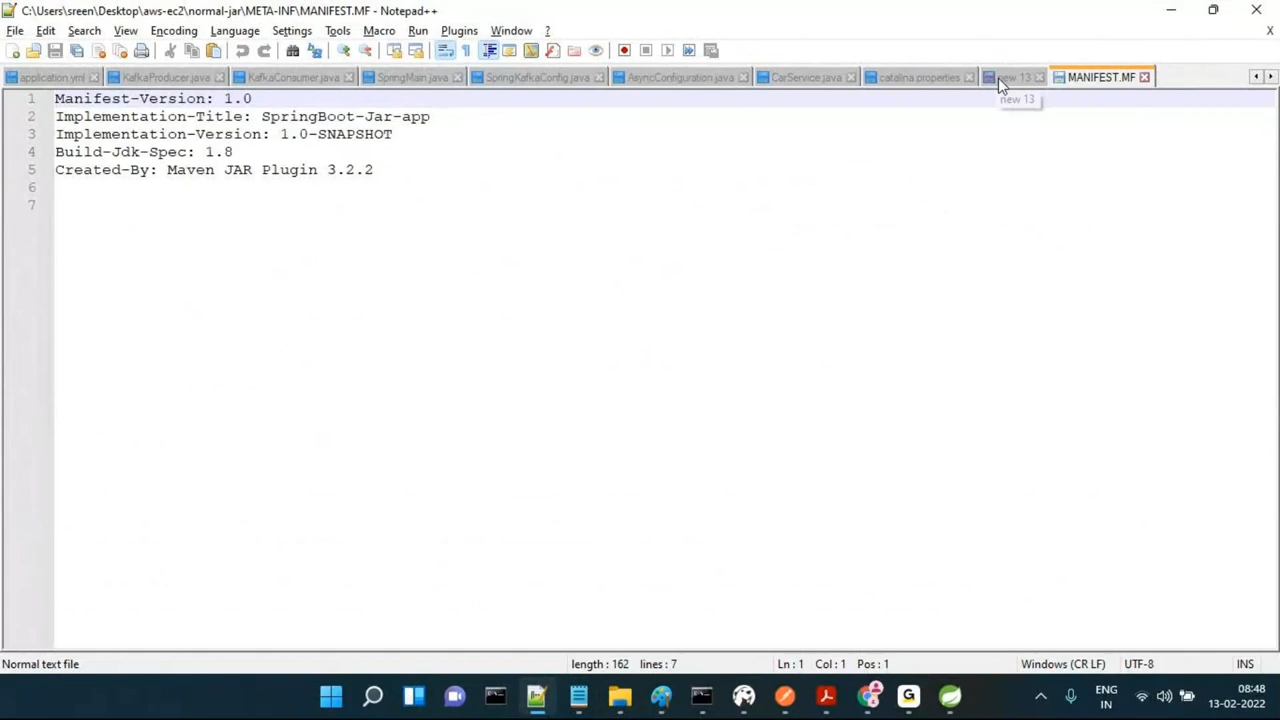 C:\Users\sreen\Desktop\aws-ec2\normal-jar\META-INF\MANIFEST.MF - Notepad++
File Edit Search View Encoding Language Settings Tools Macro Run Plugins Window ? X
application.yml KafkaProducer.java KafkaConsumer.java SpringMain.java SpringKafkaConfig.java AsyncConfiguration.java CarService.java catalina.properties new 13 MANIFEST.MF
new 13
1 Manifest-Version: 1.0
2 Implementation-Title: SpringBoot-Jar-app
3 Implementation-Version: 1.0-SNAPSHOT
4 Build-Jdk-Spec: 1.8
5 Created-By: Maven JAR Plugin 3.2.2
6
7
Normal text file length : 162 lines : 7 Ln : 1 Col : 1 Pos : 1 Windows (CR LF) UTF-8 INS
ENG 08:48
IN 13-02-2022